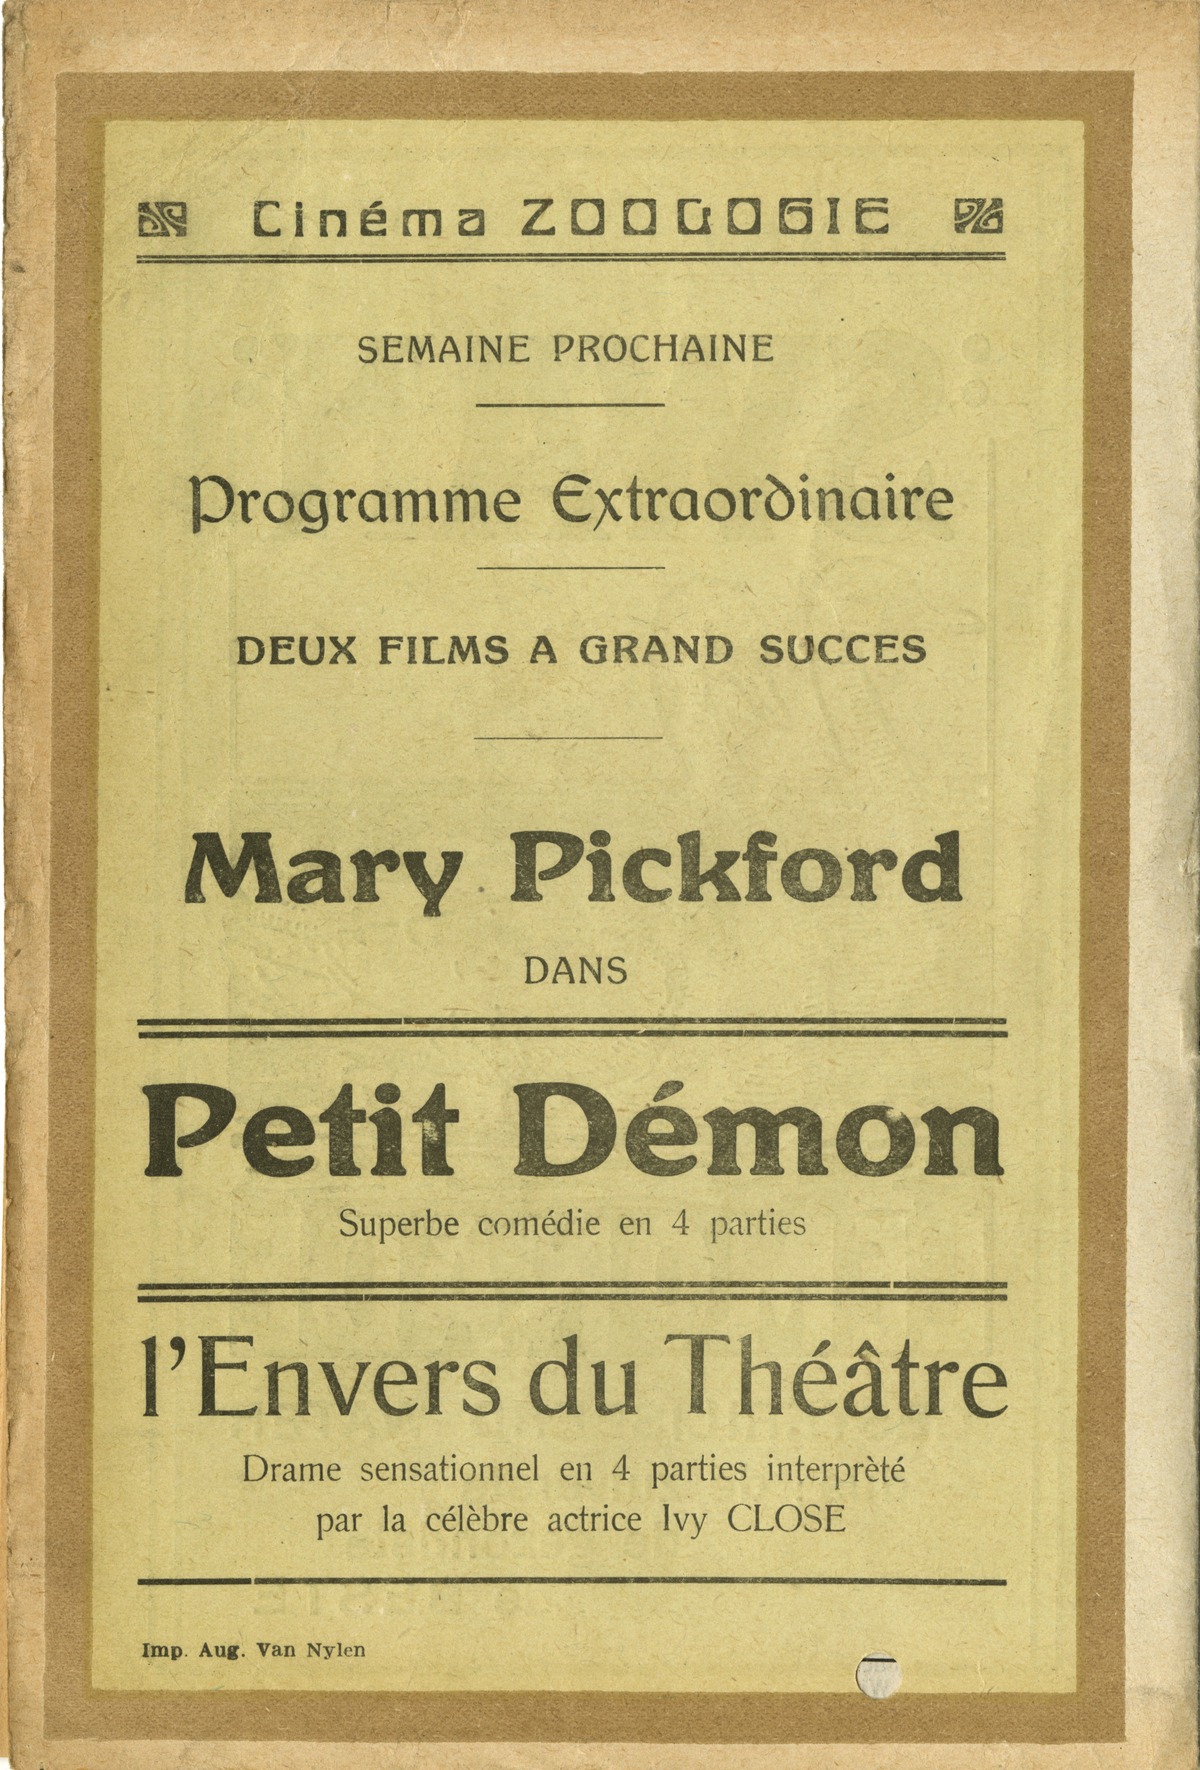 Cinéma ZOOLOGIE
SEMAINE PROCHAINE
Programme Extraordinaire
DEUX FILMS A GRAND SUCCES
Mary Pickford
DANS
Petit Démon
Superbe comédie en 4 parties
l'Envers du Théâtre
Drame sensationnel en 4 parties interprèté
par la célèbre actrice Ivy CLOSE
Imp. Aug. Van Nylen